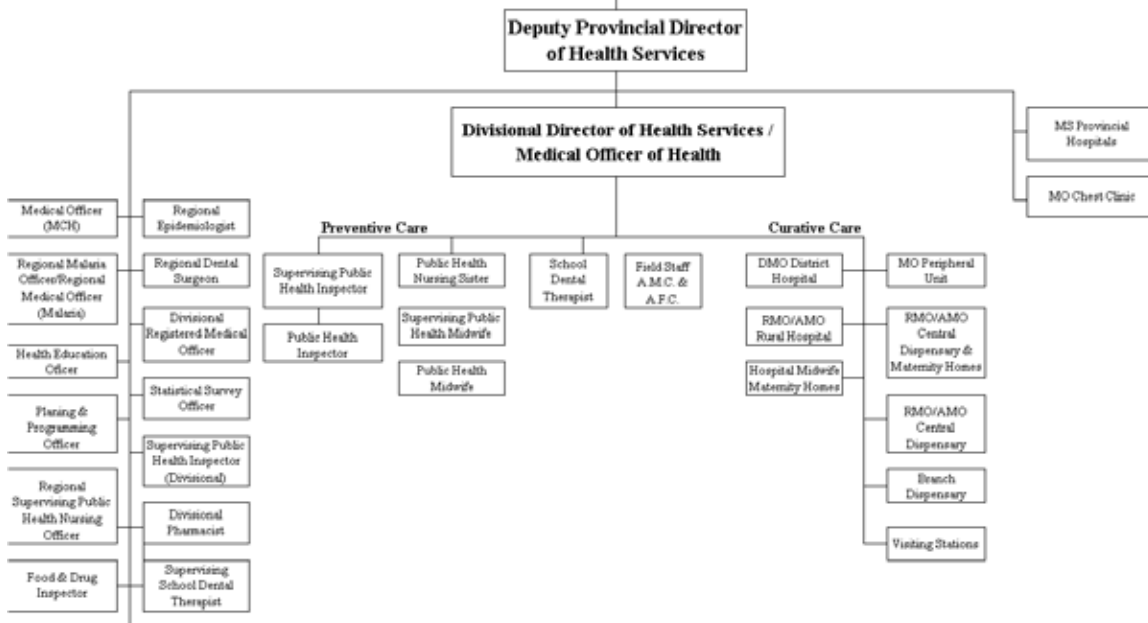 Deputy Provincial Director
of Health Services
Divisional Director of Health Services /
Medical Officer of Health
MS Provincial
Hospitals
MO Chest Clinic
Medical Officer
(MCH)
Regional
Epidemiologist
Regional Malaria
Officer/Regional
Medical Officer
(Malaria)
Regional Dental
Surgeon
Divisional
Registered Medical
Officer
Health Education
Oficer
Statistical Survey
Officer
Planing &
Programming
Officer
Supervising Public
Health Inspector
(Divisional)
Regional
Supervising Public
Health Nursing
Officer
Divisional
Pharmacist
Food & Drug
Inspector
Supervising
School Dental
Therapist
Preventive Care
Supervising Public
Health Inspector
Public Health
Inspector
Public Health
Nursing Sister
Supervising Public
Health Midwife
Public Health
Midwife
School
Dental
Therapist
Field Staff
A.M.C. &
A.F.C.
Curative Care
DMO District
Hospital
RMO/AMO
Rural Hospital
Hospital Midwife
Maternity Homes
MO Peripheral
Unit
RMO/AMO
Central
Dispensary &
Maternity Homes
RMO/AMO
Central
Dispensary
Branch
Dispensary
Visiting Stations